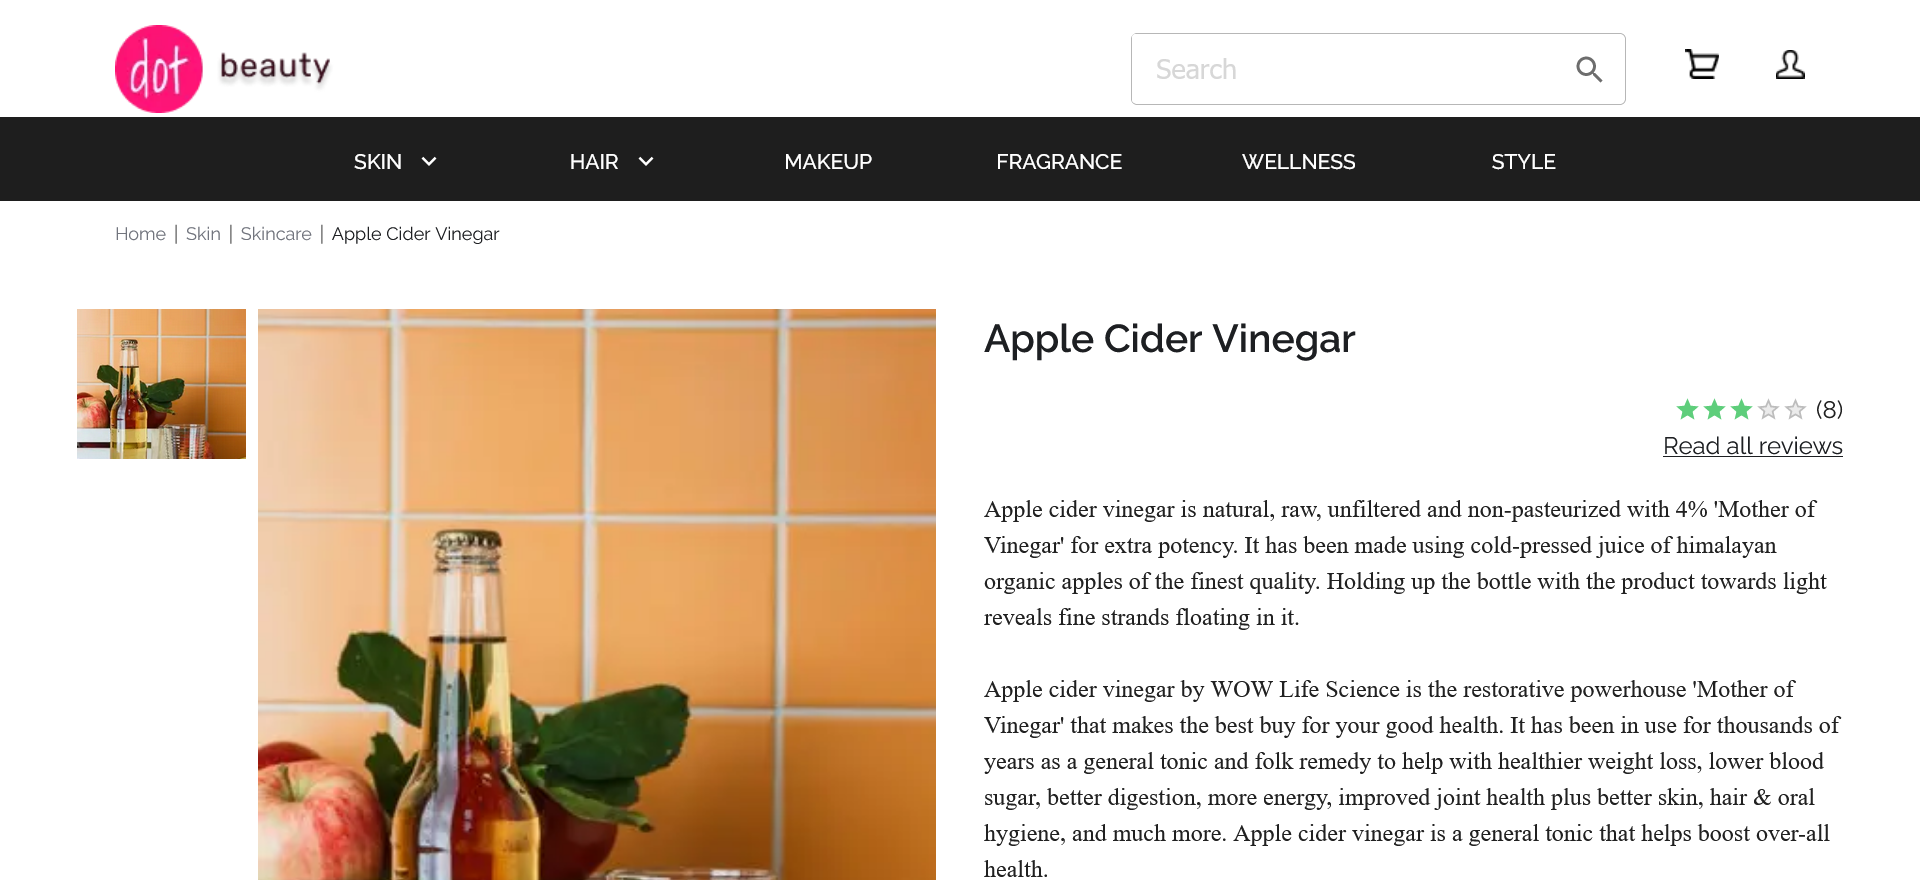 dot beauty
Search
SKIN HAIR MAKEUP FRAGRANCE WELLNESS STYLE
Home | Skin | Skincare | Apple Cider Vinegar
Apple Cider Vinegar
(8)
Read all reviews
Apple cider vinegar is natural, raw, unfiltered and non-pasteurized with 4% 'Mother of
Vinegar' for extra potency. It has been made using cold-pressed juice of himalayan
organic apples of the finest quality. Holding up the bottle with the product towards light
reveals fine strands floating in it.
Apple cider vinegar by WOW Life Science is the restorative powerhouse 'Mother of
Vinegar' that makes the best buy for your good health. It has been in use for thousands of
years as a general tonic and folk remedy to help with healthier weight loss, lower blood
sugar, better digestion, more energy, improved joint health plus better skin, hair & oral
hygiene, and much more. Apple cider vinegar is a general tonic that helps boost over-all
health.